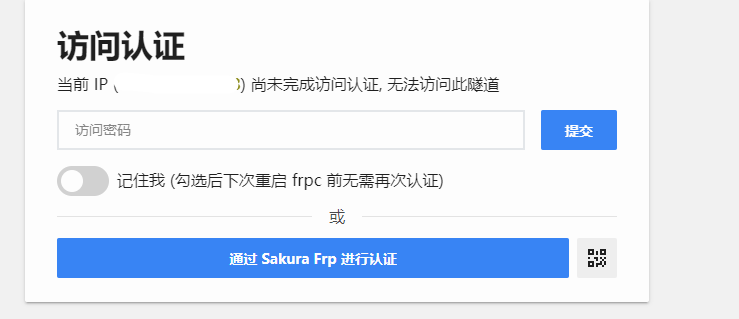 访问认证
当前 IP ( ) 尚未完成访问认证, 无法访问此隧道
访问密码
提交
记住我 (勾选后下次重启 frpc 前无需再次认证)
或
通过 Sakura Frp 进行认证